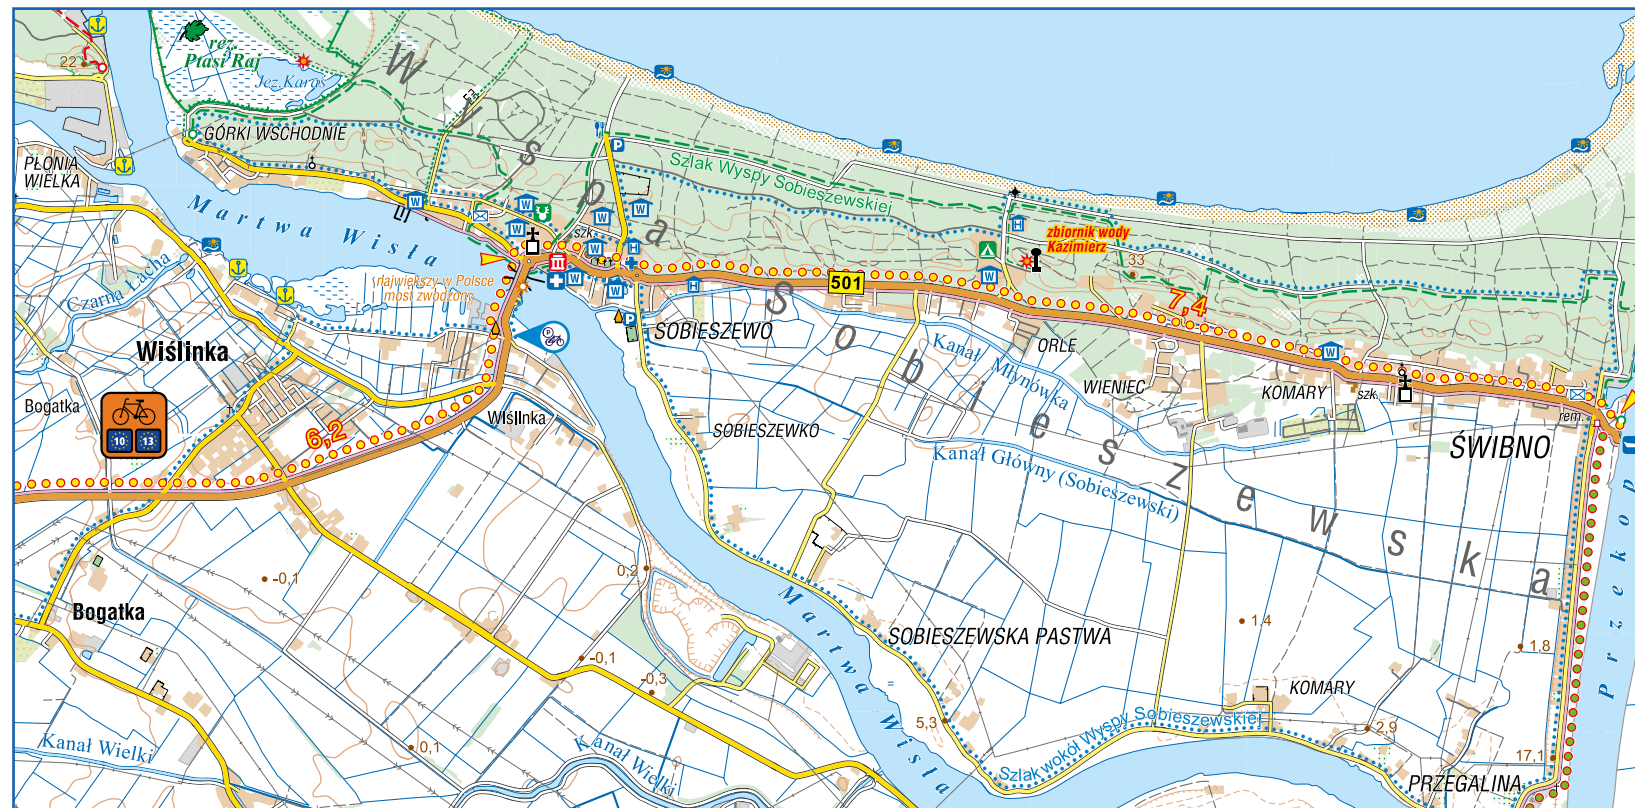 22
rez.
Ptasi Raj
Jez.Karaś
GÓRKI WSCHODNIE
PŁONIA
WIELKA
Martwa Wisła
Czarna Łacha
największy w Polsce
most zwodzony
szk.
Szlak Wyspy Sobieszewskiej
Wyspa Sobieszewska
zbiornik wody
Kazimierz
33
501
7,4
SOBIESZEWO
ORLE
Kanał Młynówka
WIENIEC
KOMARY
szk.
rem.
ŚWIBNO
Wiślinka
Bogatka
10
13
6,2
Wiślinka
SOBIESZEWKO
Kanał Główny (Sobieszewski)
Przekop
-0,1
0,2
Bogatka
Martwa Wisła
SOBIESZEWSKA PASTWA
1.4
1.8
-0,1
-0,3
KOMARY
5.3
Szlak wokół Wyspy Sobieszewskiej
2,9
0,1
Kanał Wielki
Kanał Wielki
17,1
PRZEGALINA
P
P
P
W
W
W
W
W
W
W
W
W
W
H
H
H